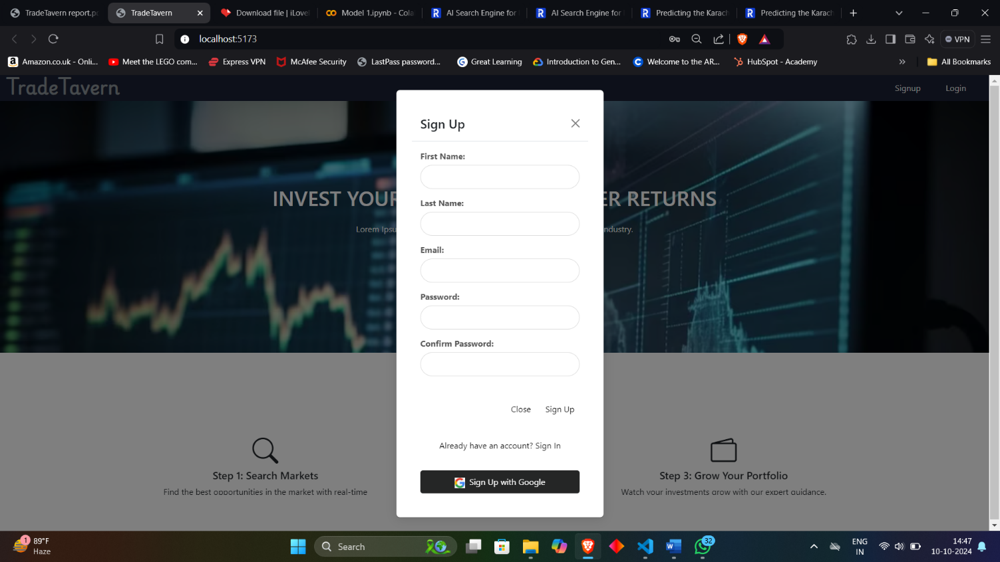 TradeTavern report.pd
TradeTavern
Download file | iLovel
Model 1.ipynb - Cola
AI Search Engine for
AI Search Engine for
Predicting the Karach
Predicting the Karach
localhost:5173
VPN
Amazon.co.uk - Onli...
Meet the LEGO com...
Express VPN
McAfee Security
LastPass password...
Great Learning
Introduction to Gen...
Welcome to the AR...
HubSpot - Academy
All Bookmarks
TradeTavern
Signup
Login
Sign Up
First Name:
INVEST YOUR
ER RETURNS
Last Name:
Lorem Ipsu
ndustry.
Email:
Password:
Confirm Password:
Close
Sign Up
Already have an account? Sign In
Step 1: Search Markets
Find the best opportunities in the market with real-time
Step 3: Grow Your Portfolio
Watch your investments grow with our expert guidance.
Sign Up with Google
1
89°F
Haze
Search
32
ENG
IN
14:47
10-10-2024